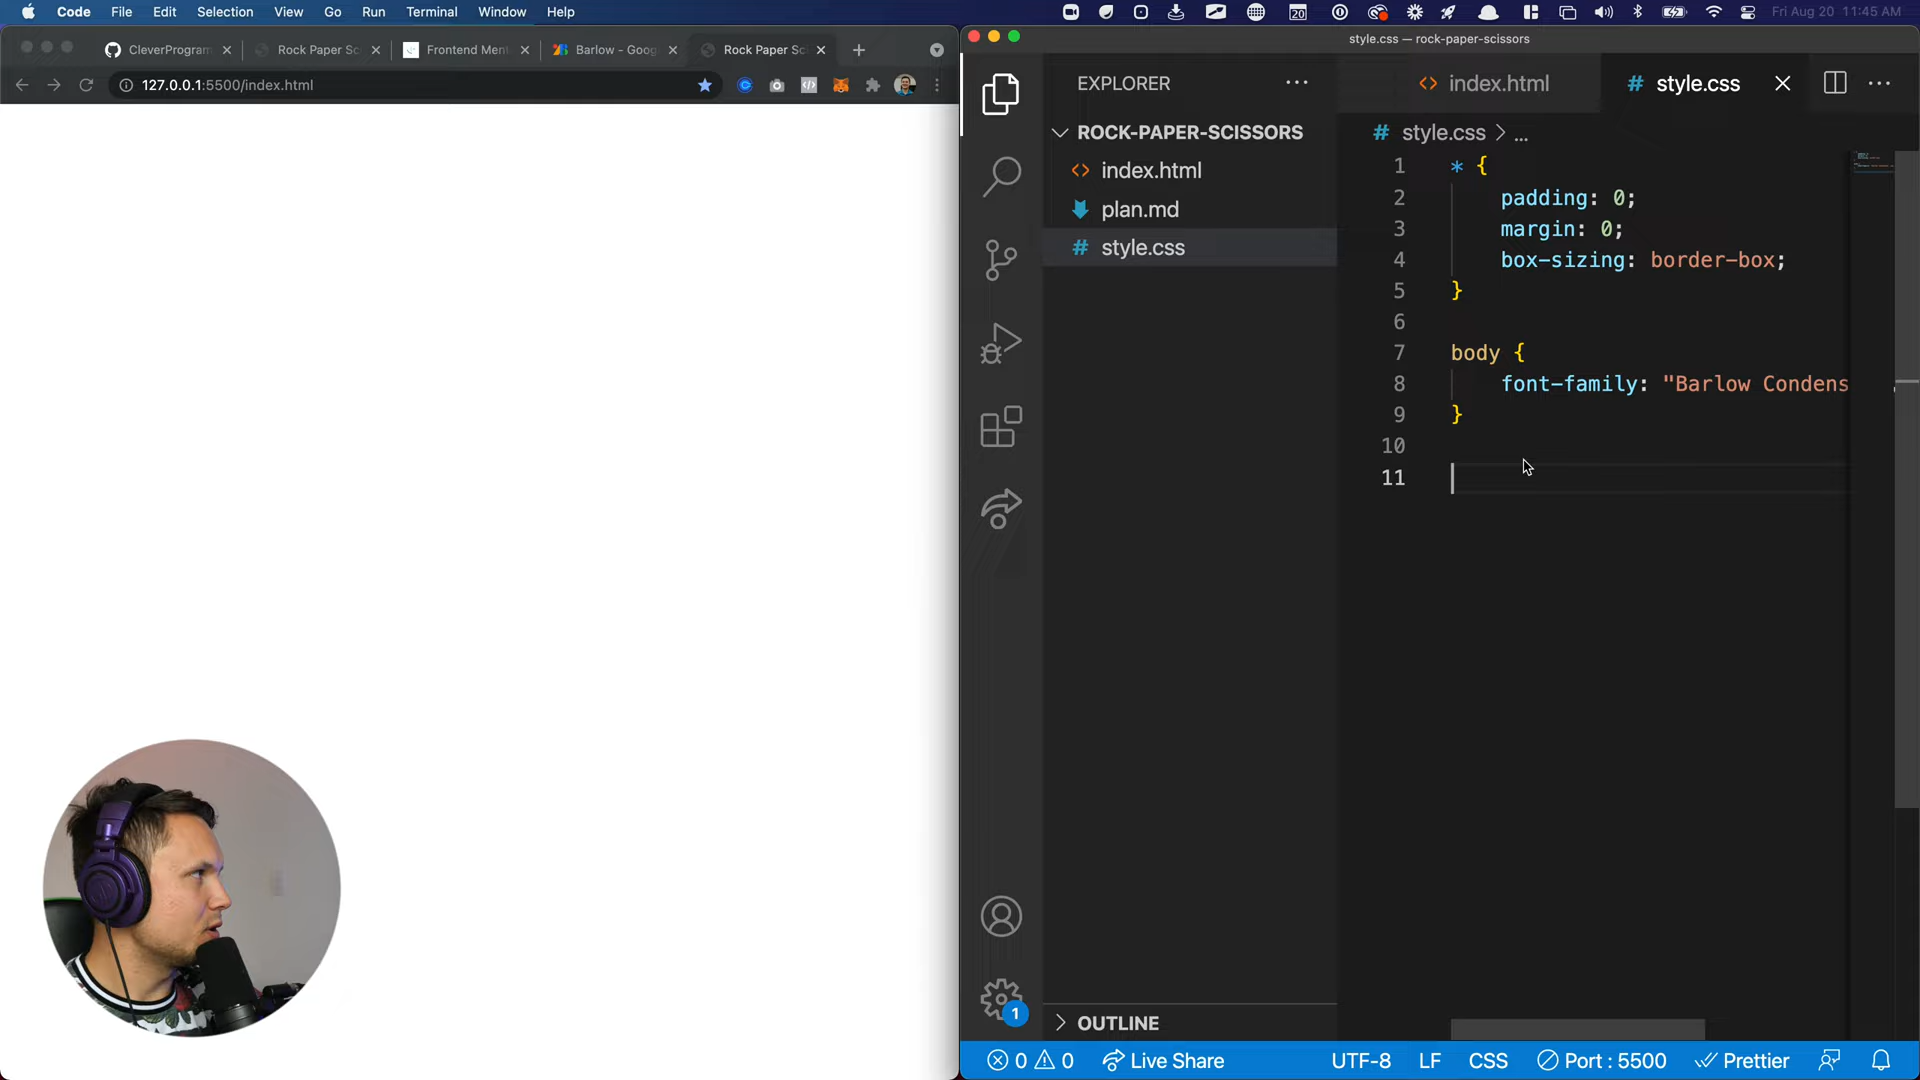 Code File Edit Selection View Go Run Terminal Window Help 20 Fri Aug 20 11:45 AM
CleverProgram Rock Paper Sc Frontend Ment Barlow - Goog Rock Paper Sc
127.0.0.1:5500/index.html
style.css — rock-paper-scissors
EXPLORER
ROCK-PAPER-SCISSORS
index.html
plan.md
style.css
OUTLINE
index.html # style.css
# style.css > ...
1 * {
2 padding: 0;
3 margin: 0;
4 box-sizing: border-box;
5 }
6
7 body {
8 font-family: "Barlow Condens
9 }
10
11
1
0 0 Live Share UTF-8 LF CSS Port : 5500 Prettier